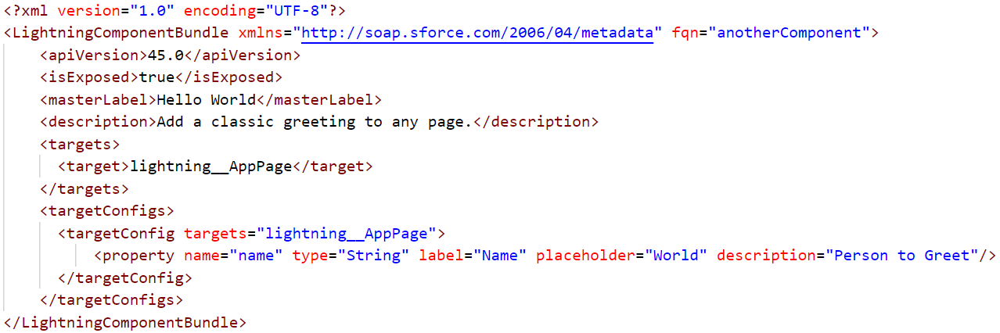 <?xml version="1.0" encoding="UTF-8"?>
<LightningComponentBundle xmlns="http://soap.sforce.com/2006/04/metadata" fqn="anotherComponent">
    <apiVersion>45.0</apiVersion>
    <isExposed>true</isExposed>
    <masterLabel>Hello World</masterLabel>
    <description>Add a classic greeting to any page.</description>
    <targets>
      <target>lightning__AppPage</target>
    </targets>
    <targetConfigs>
      <targetConfig targets="lightning__AppPage">
          <property name="name" type="String" label="Name" placeholder="World" description="Person to Greet"/>
      </targetConfig>
    </targetConfigs>
</LightningComponentBundle>